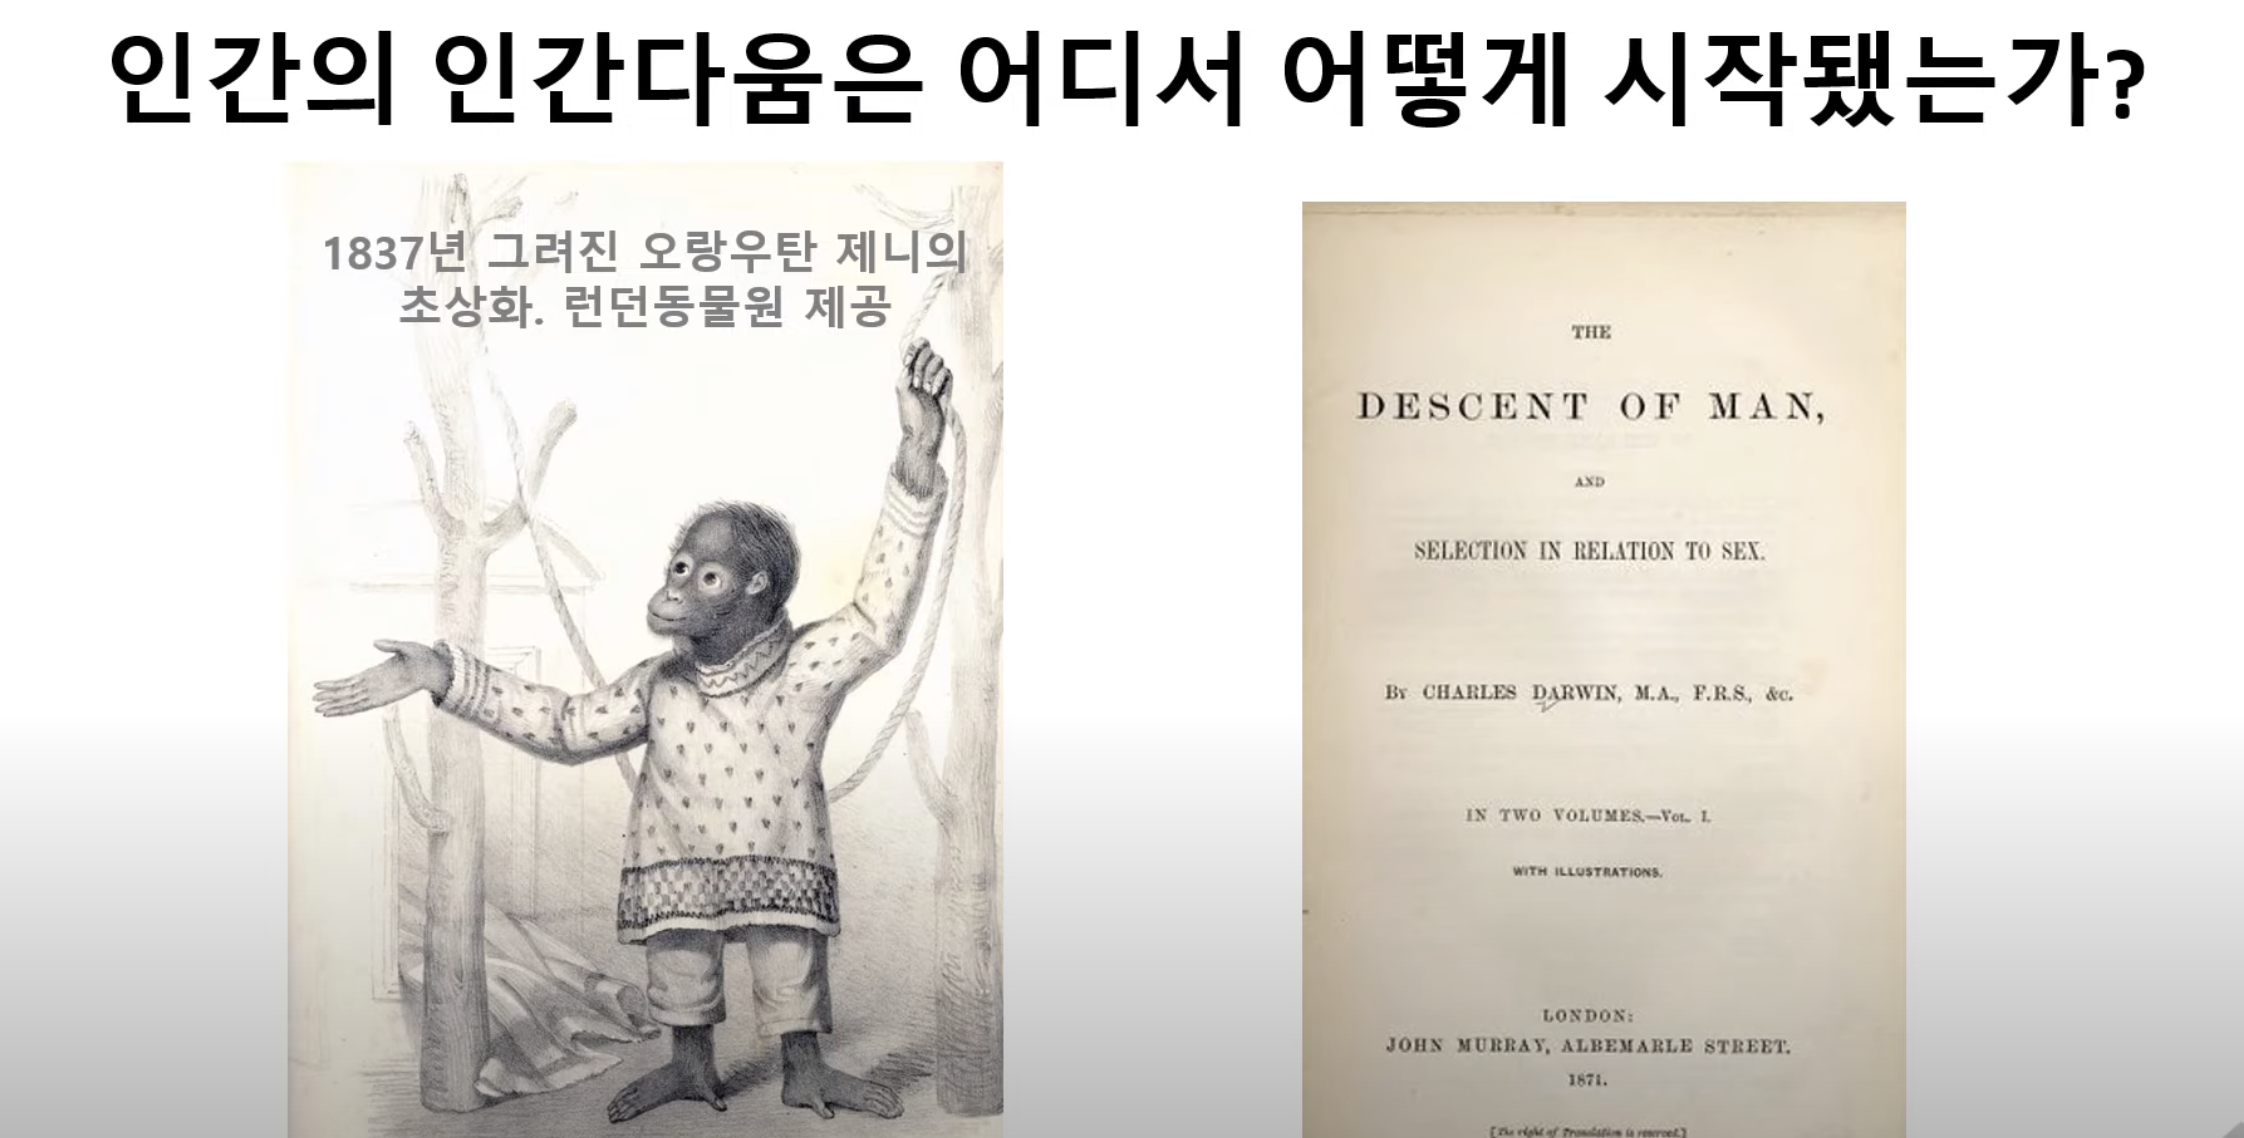 인간의 인간다움은 어디서 어떻게 시작됐는가?
1837년 그려진 오랑우탄 제니의
초상화. 런던동물원 제공
THE
DESCENT OF MAN,
AND
SELECTION IN RELATION TO SEX.
BY CHARLES DARWIN, M.A., F.R.S., &c.
IN TWO VOLUMES.—VOL. I.
WITH ILLUSTRATIONS.
LONDON:
JOHN MURRAY, ALBEMARLE STREET.
1871.
[The right of Translation is reserved.]